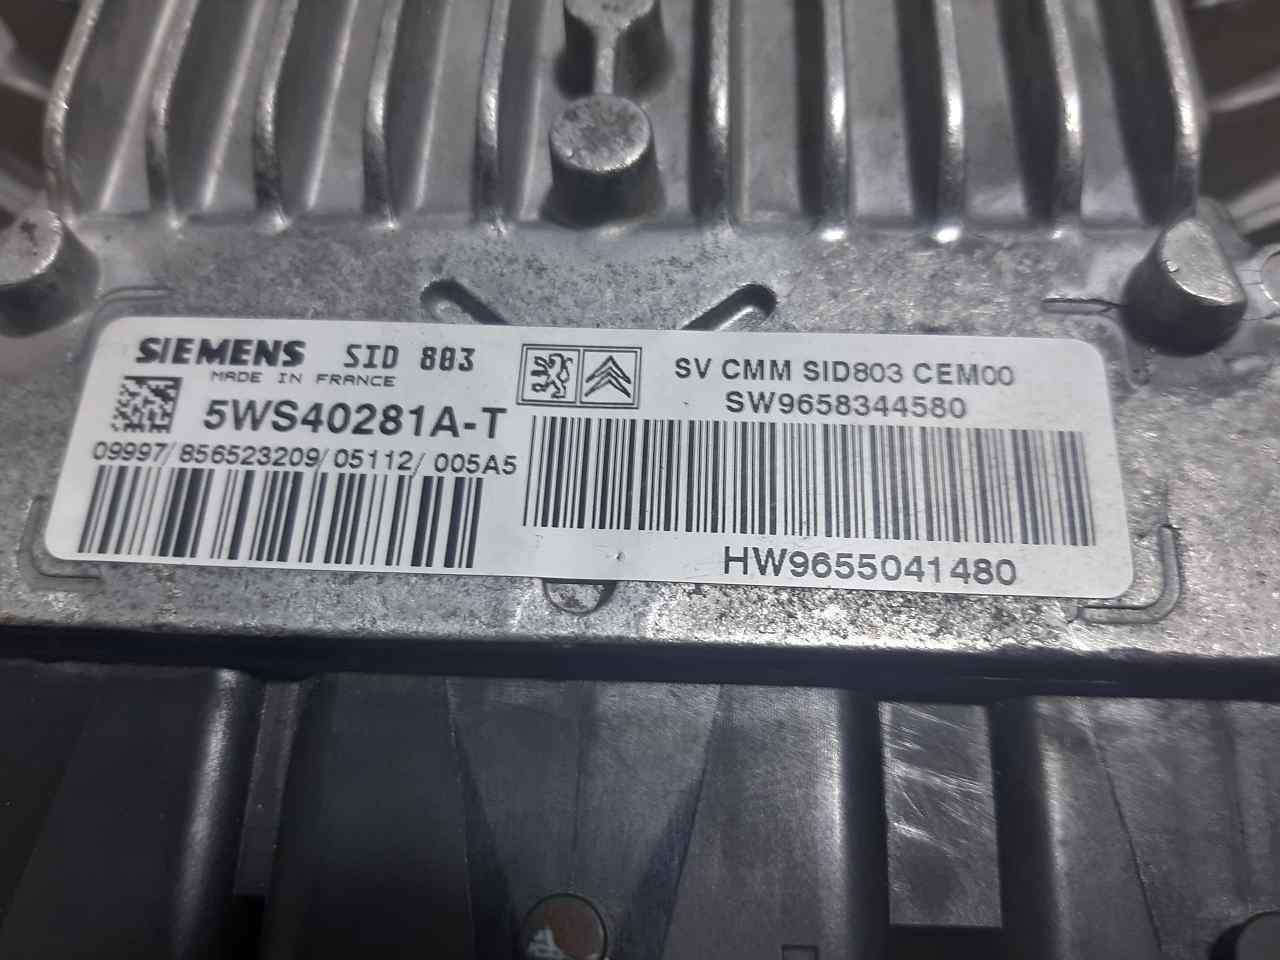 SIEMENS SID 803
MADE IN FRANCE
5WS40281A-T
09997/856523209/05112/005A5
SV CMM SID803 CEM00
SW9658344580
HW9655041480